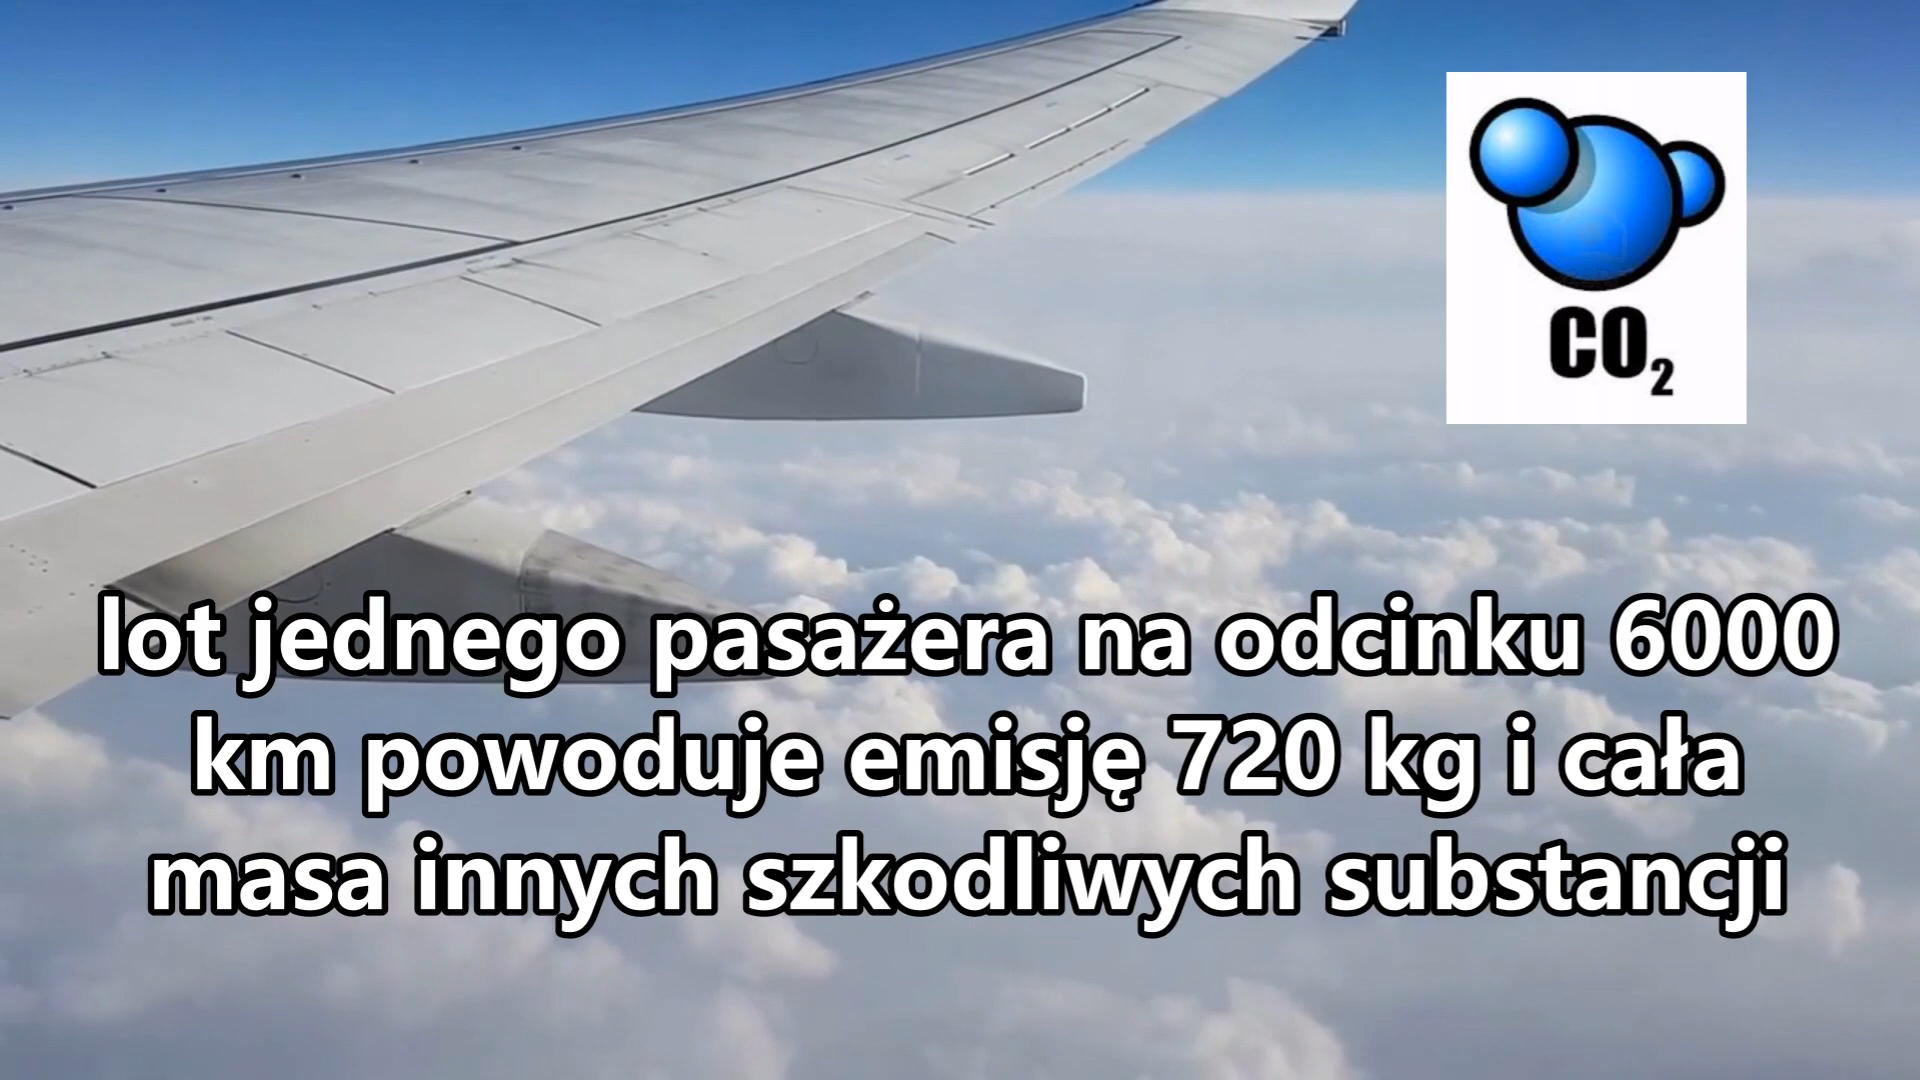 CO₂
lot jednego pasażera na odcinku 6000
km powoduje emisję 720 kg i cała
masa innych szkodliwych substancji